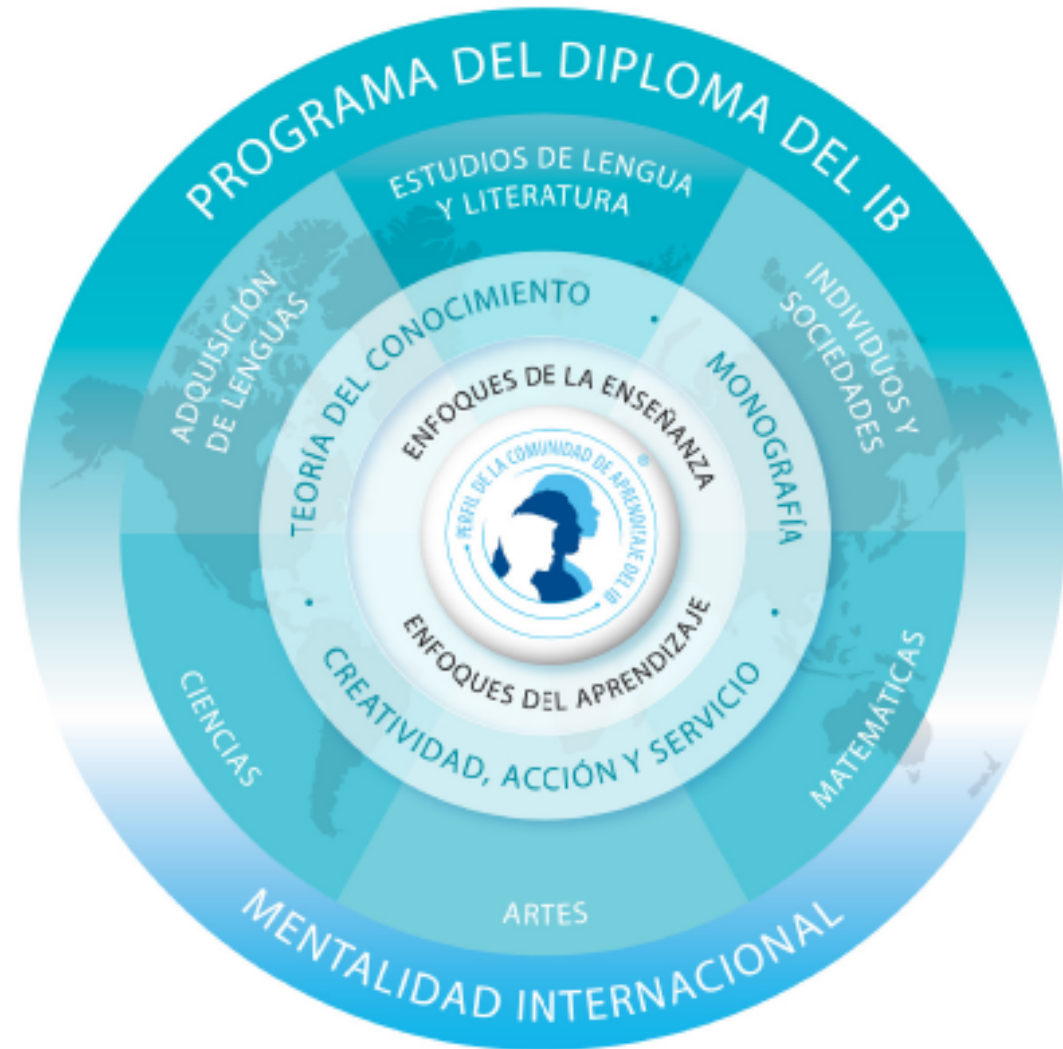 PROGRAMA DEL DIPLOMA DEL IB
ESTUDIOS DE LENGUA
Y LITERATURA
ADQUISICIÓN
DE LENGUAS
INDIVIDUOS Y
SOCIEDADES
TEORÍA DEL CONOCIMIENTO
MONOGRAFÍA
ENFOQUES DE LA ENSEÑANZA
PERFIL DE LA COMUNIDAD DE APRENDIZAJE DEL IB
®
ENFOQUES DEL APRENDIZAJE
CREATIVIDAD, ACCIÓN Y SERVICIO
CIENCIAS
MATEMÁTICAS
ARTES
MENTALIDAD INTERNACIONAL